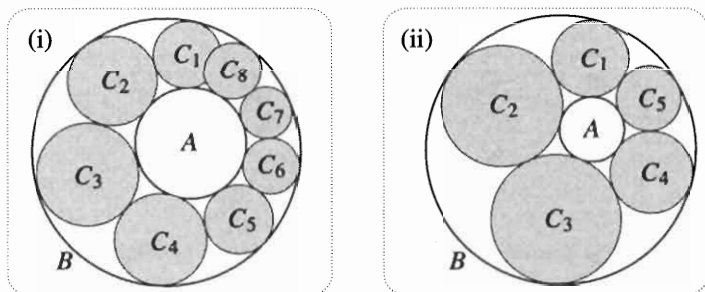 (i)
C₁
C₈
C₂
C₇
A
C₃
C₆
C₅
C₄
B
(ii)
C₁
C₂
C₅
A
C₄
C₃
B